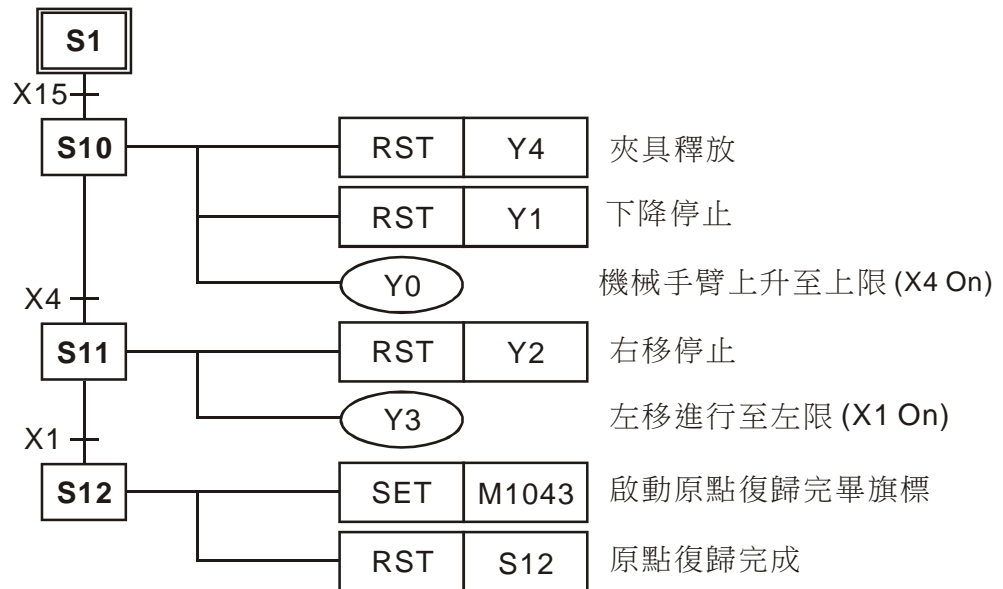 S1
X15
S10 RST Y4 夾具釋放
RST Y1 下降停止
Y0 機械手臂上升至上限 (X4 On)
X4
S11 RST Y2 右移停止
Y3 左移進行至左限 (X1 On)
X1
S12 SET M1043 啟動原點復歸完畢旗標
RST S12 原點復歸完成